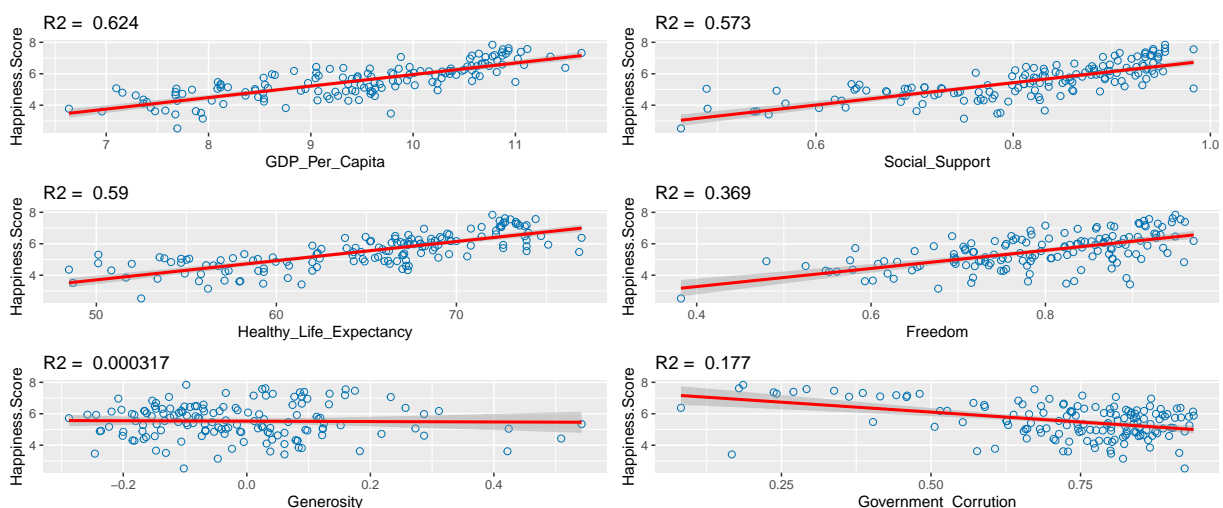 R2 = 0.624
Happiness.Score
8
6
4
7 8 9 10 11
GDP_Per_Capita
R2 = 0.573
Happiness.Score
8
6
4
0.6 0.8 1.0
Social_Support
R2 = 0.59
Happiness.Score
8
6
4
50 60 70
Healthy_Life_Expectancy
R2 = 0.369
Happiness.Score
8
6
4
0.4 0.6 0.8
Freedom
R2 = 0.000317
Happiness.Score
8
6
4
−0.2 0.0 0.2 0.4
Generosity
R2 = 0.177
Happiness.Score
8
6
4
0.25 0.50 0.75
Government_Corrution